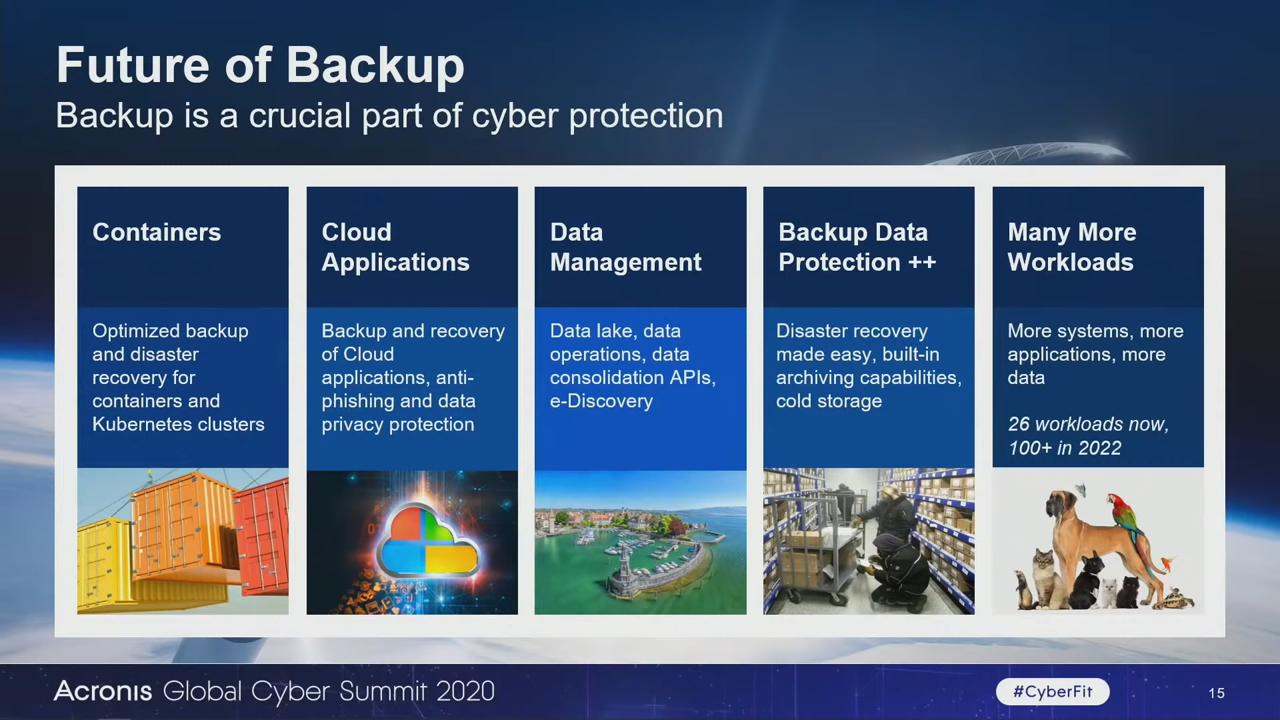 Future of Backup
Backup is a crucial part of cyber protection
Containers
Optimized backup
and disaster
recovery for
containers and
Kubernetes clusters
Cloud
Applications
Backup and recovery
of Cloud
applications, anti-
phishing and data
privacy protection
Data
Management
Data lake, data
operations, data
consolidation APIs,
e-Discovery
Backup Data
Protection ++
Disaster recovery
made easy, built-in
archiving capabilities,
cold storage
Many More
Workloads
More systems, more
applications, more
data
26 workloads now,
100+ in 2022
Acronis Global Cyber Summit 2020
#CyberFit
15